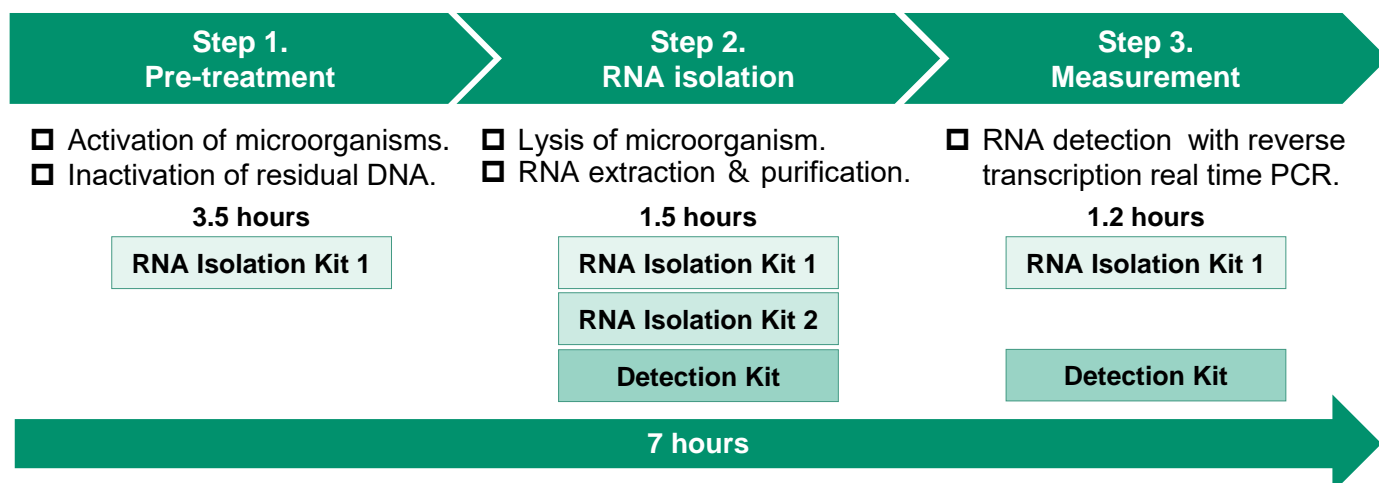 Step 1.
Pre-treatment
Step 2.
RNA isolation
Step 3.
Measurement
Activation of microorganisms.
Inactivation of residual DNA.
3.5 hours
RNA Isolation Kit 1
Lysis of microorganism.
RNA extraction & purification.
1.5 hours
RNA Isolation Kit 1
RNA Isolation Kit 2
Detection Kit
RNA detection with reverse
transcription real time PCR.
1.2 hours
RNA Isolation Kit 1
Detection Kit
7 hours